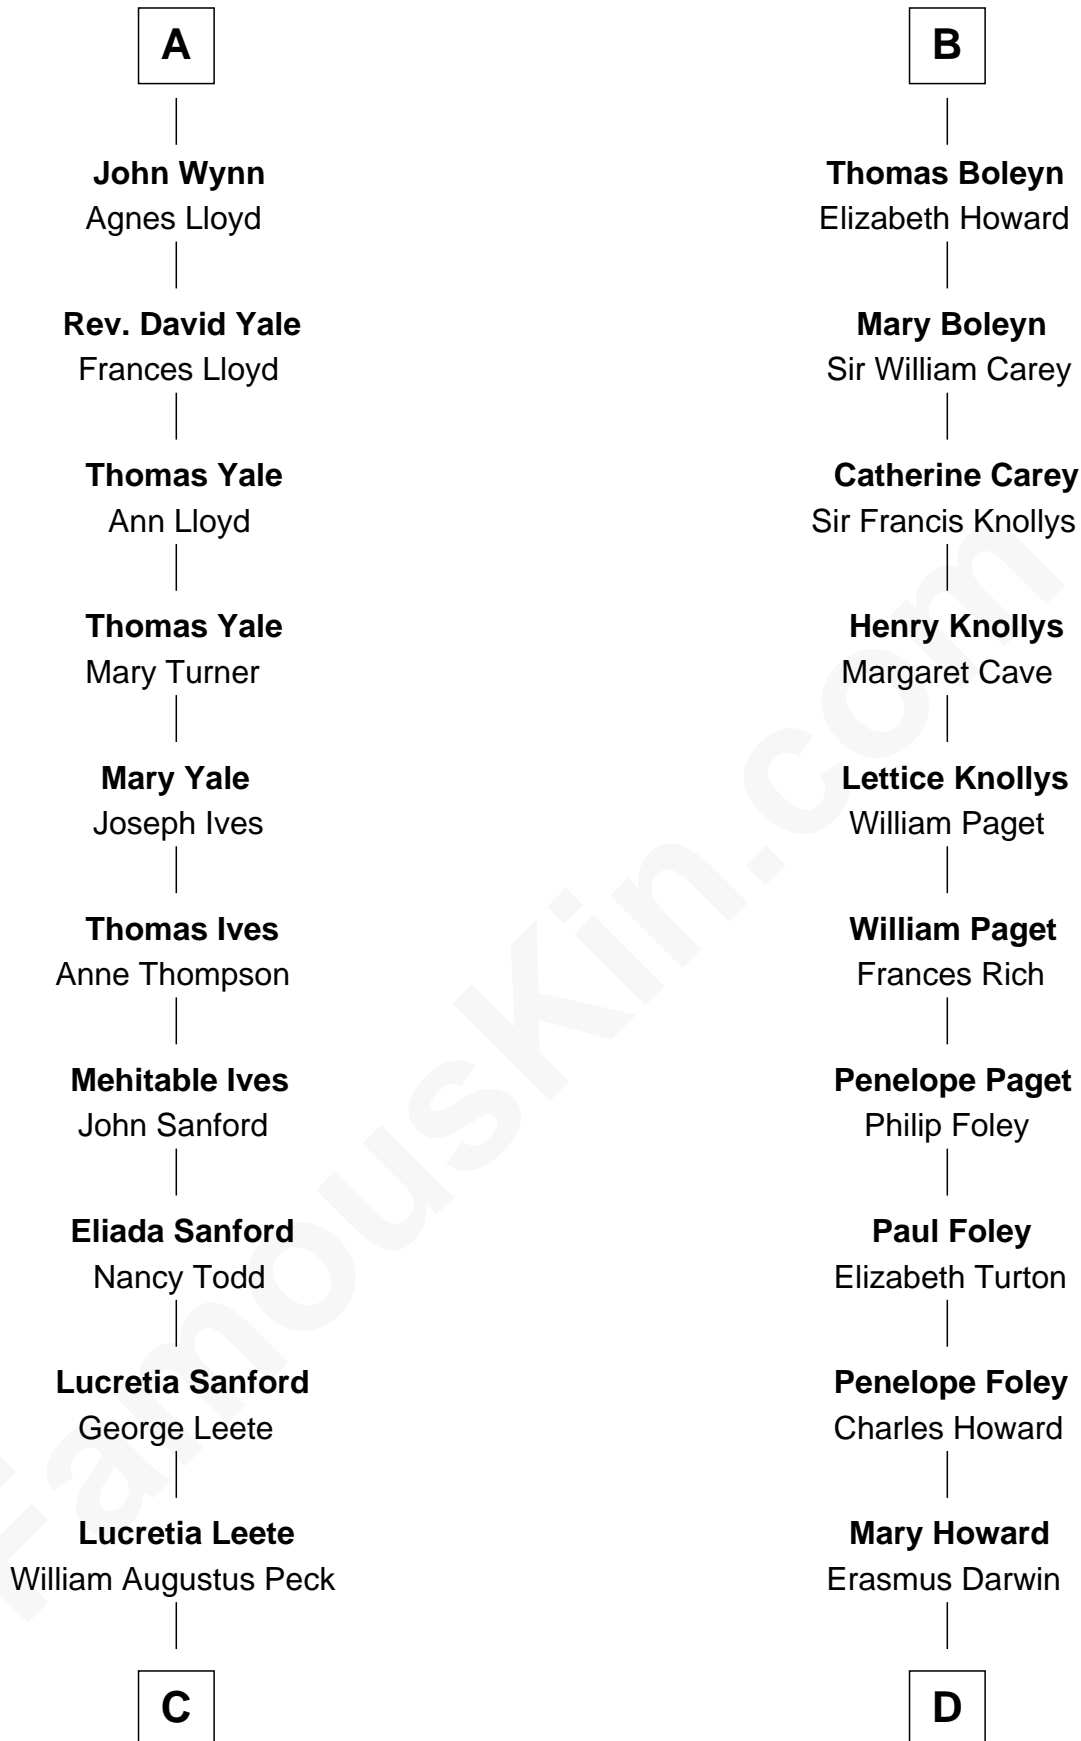 A
John Wynn
Agnes Lloyd
Rev. David Yale
Frances Lloyd
Thomas Yale
Ann Lloyd
Thomas Yale
Mary Turner
Mary Yale
Joseph Ives
Thomas Ives
Anne Thompson
Mehitable Ives
John Sanford
Eliada Sanford
Nancy Todd
Lucretia Sanford
George Leete
Lucretia Leete
William Augustus Peck
C
B
Thomas Boleyn
Elizabeth Howard
Mary Boleyn
Sir William Carey
Catherine Carey
Sir Francis Knollys
Henry Knollys
Margaret Cave
Lettice Knollys
William Paget
William Paget
Frances Rich
Penelope Paget
Philip Foley
Paul Foley
Elizabeth Turton
Penelope Foley
Charles Howard
Mary Howard
Erasmus Darwin
D
FamousKin.com